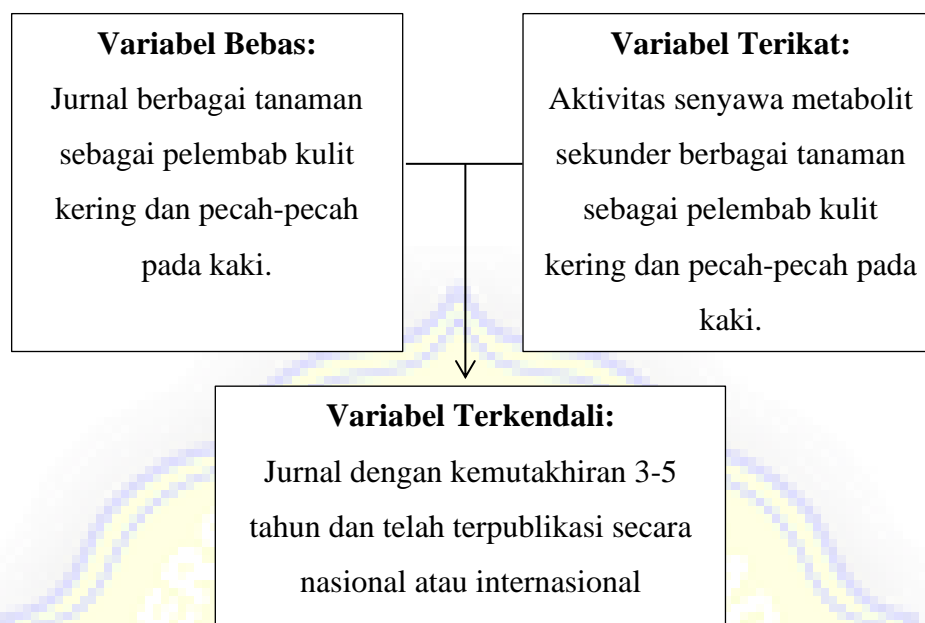 Variabel Bebas:
Jurnal berbagai tanaman
sebagai pelembab kulit
kering dan pecah-pecah
pada kaki.
Variabel Terikat:
Aktivitas senyawa metabolit
sekunder berbagai tanaman
sebagai pelembab kulit
kering dan pecah-pecah pada
kaki.
Variabel Terkendali:
Jurnal dengan kemutakhiran 3-5
tahun dan telah terpublikasi secara
nasional atau internasional